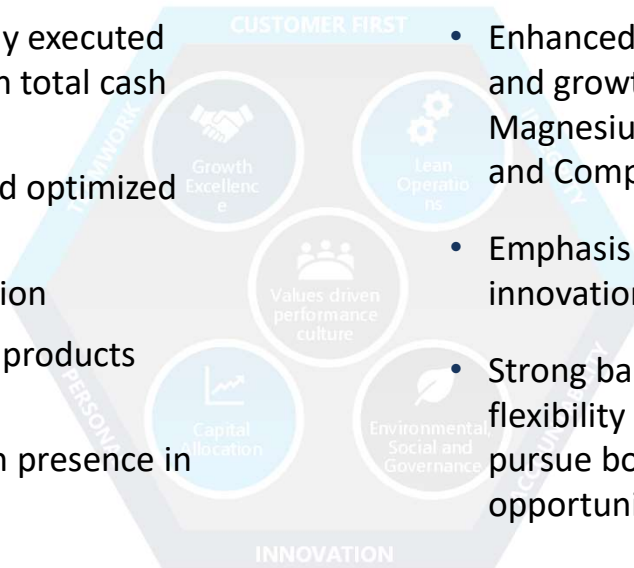 y executed
n total cash
d optimized
ion
products
n presence in
• Enhanced
and growt
Magnesiu
and Comp
• Emphasis
innovation
• Strong ba
flexibility
pursue bo
opportuni
CUSTOMER FIRST
TEAMWORK
Growth
Excellenc
e
Lean
Operatio
ns
Values driven
performance
culture
Capital
Allocation
Environmental,
Social and
Governance
PERSONA
INNOVATION